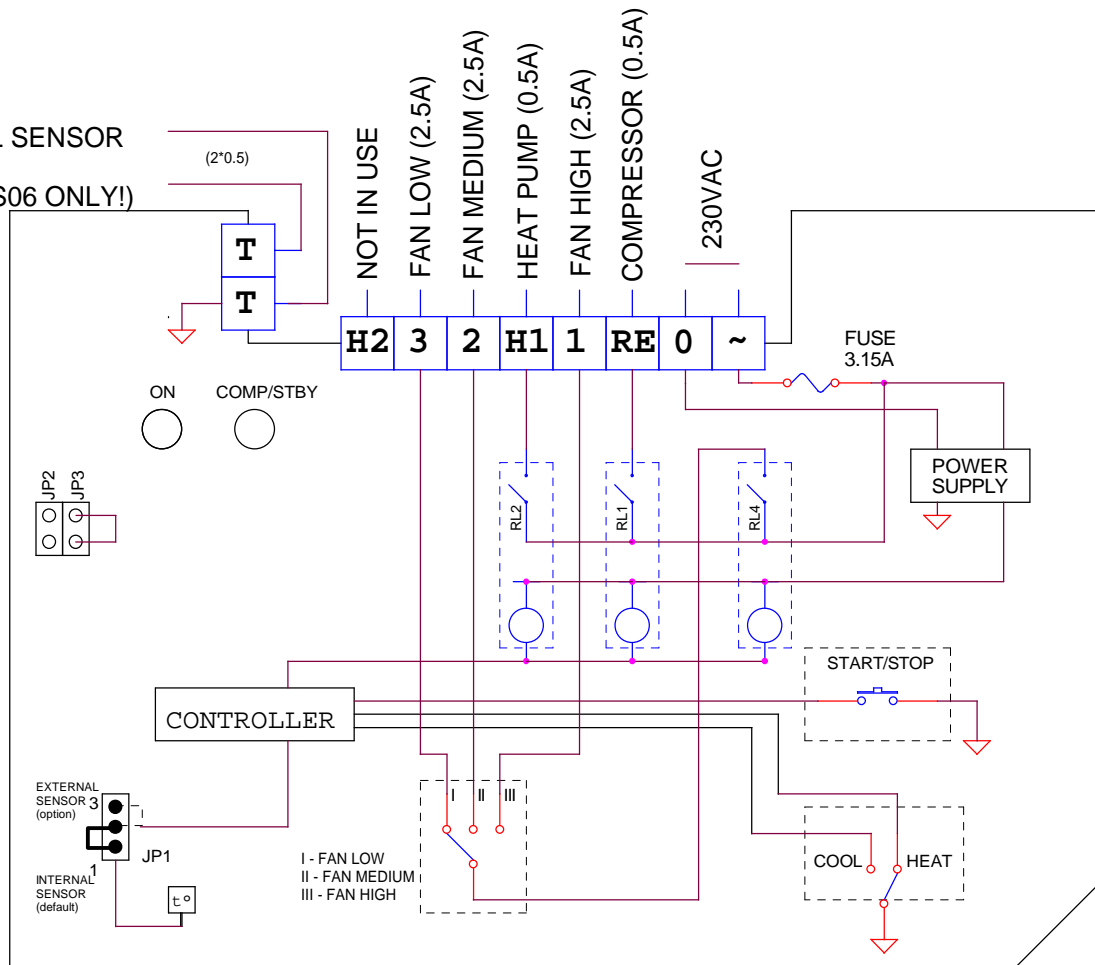 SENSOR
(2*0.5)
S06 ONLY!)
NOT IN USE
FAN LOW (2.5A)
FAN MEDIUM (2.5A)
HEAT PUMP (0.5A)
FAN HIGH (2.5A)
COMPRESSOR (0.5A)
230VAC
T
T
H2 3 2 H1 1 RE 0 ~
FUSE
3.15A
ON
COMP/STBY
JP2
JP3
POWER
SUPPLY
RL2
RL1
RL4
START/STOP
CONTROLLER
EXTERNAL
SENSOR
(option)
3
JP1
1
INTERNAL
SENSOR
(default)
t°
I II III
I - FAN LOW
II - FAN MEDIUM
III - FAN HIGH
COOL
HEAT